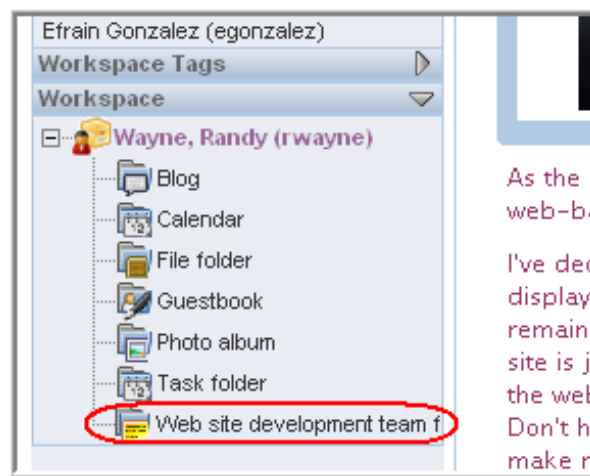 Efrain Gonzalez (egonzalez)
Workspace Tags
Workspace
Wayne, Randy (rwayne)
Blog
Calendar
File folder
Guestbook
Photo album
Task folder
Web site development team f
As the
web-ba
I've dec
display
remain
site is j
the web
Don't h
make r